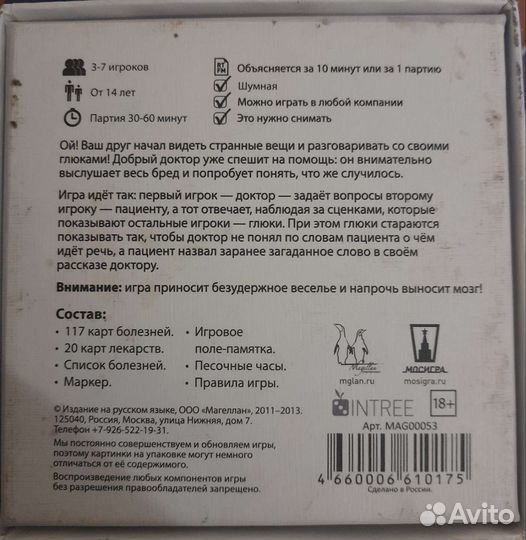 3-7 игроков
От 14 лет
Партия 30-60 минут
RT
FM
Объясняется за 10 минут или за 1 партию
Шумная
Можно играть в любой компании
Это нужно снимать
Ой! Ваш друг начал видеть странные вещи и разговаривать со своими
глюками! Добрый доктор уже спешит на помощь: он внимательно
выслушает весь бред и попробует понять, что же случилось.
Игра идёт так: первый игрок — доктор — задаёт вопросы второму
игроку — пациенту, а тот отвечает, наблюдая за сценками, которые
показывают остальные игроки — глюки. При этом глюки стараются
показывать так, чтобы доктор не понял по словам пациента о чём
идёт речь, а пациент назвал заранее загаданное слово в своём
рассказе доктору.
Внимание: игра приносит безудержное веселье и напрочь выносит мозг!
Состав:
• 117 карт болезней.
• 20 карт лекарств.
• Список болезней.
• Маркер.
• Игровое
поле-памятка.
• Песочные часы.
• Правила игры.
Magellan
mglan.ru
МОСИГРА
mosigra.ru
INTREE
18+
Арт. MAG00053
© Издание на русском языке, ООО «Магеллан», 2011–2013.
125040, Россия, Москва, улица Нижняя, дом 7.
Телефон +7-926-522-19-31.
Мы постоянно совершенствуем и обновляем игры,
поэтому картинки на упаковке могут немного
отличаться от её содержимого.
Воспроизведение любых компонентов игры
без разрешения правообладателей запрещено.
4 660006 610175
Сделано в России.
Avito